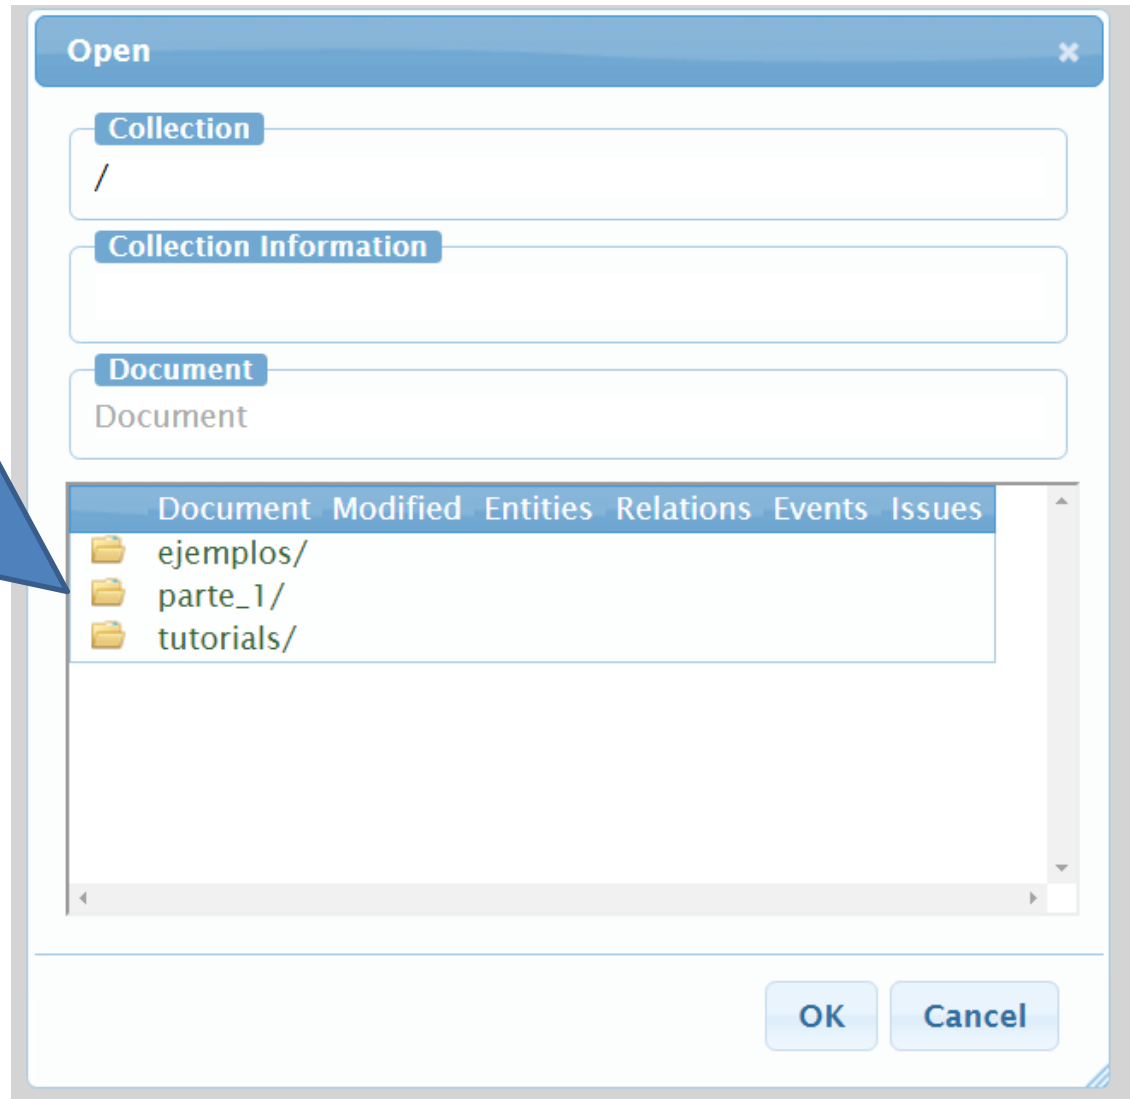 Open
Collection
/
Collection Information
Document
Document
Document Modified Entities Relations Events Issues
ejemplos/
parte_1/
tutorials/
OK Cancel